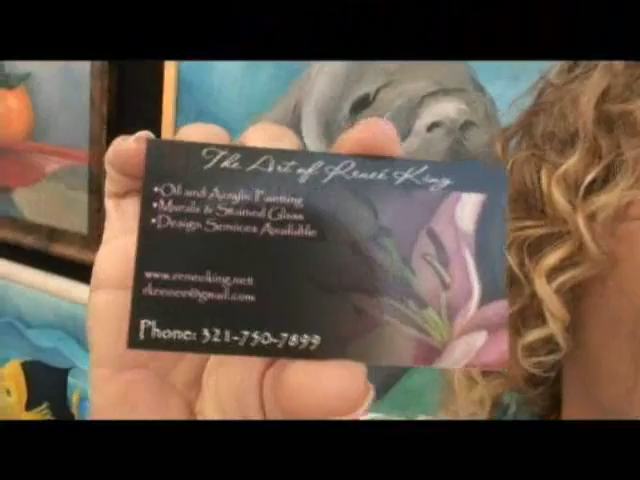 The Art of Reneé King
•Oil and Acrylic Painting
•Murals & Stained Glass
•Design Services Available
www.reneeking.net
Phone: 321-750-7899